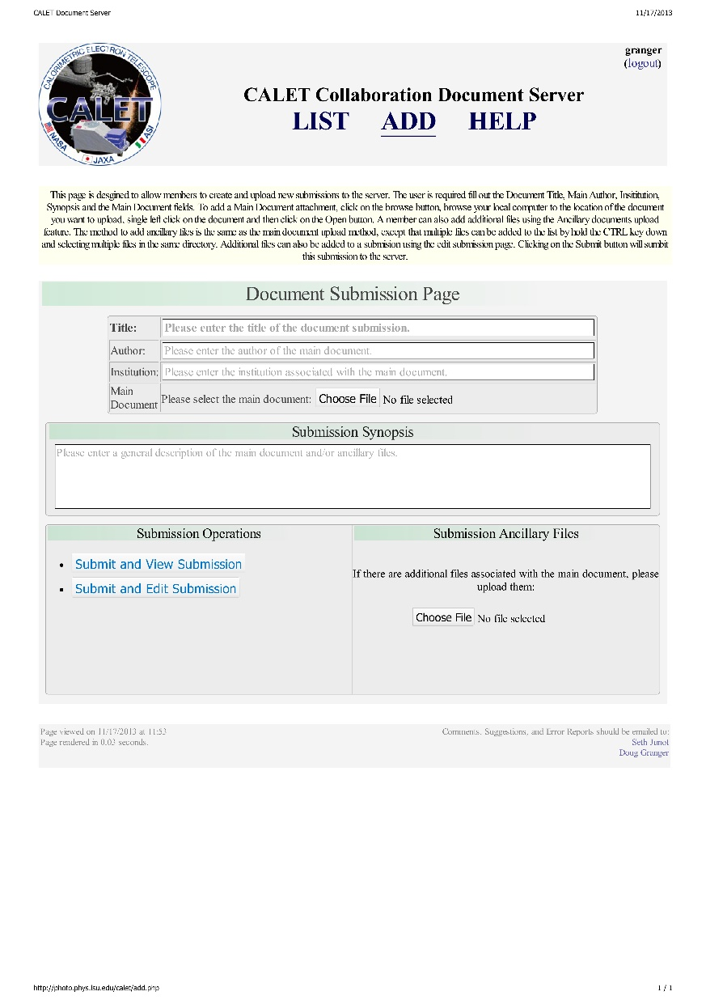 CALET Document Server 11/17/2013
granger
(logout)
CALORIMETRIC ELECTRON TELESCOPE
CALET
NASA JAXA ASI
CALET Collaboration Document Server
LIST ADD HELP
This page is desgined to allow members to create and upload new submissions to the server. The user is required fill out the Document Title, Main Author, Insititution,
Synopsis and the Main Document fields. To add a Main Document attachment, click on the browse button, browse your local computer to the location of the document
you want to upload, single left click on the document and then click on the Open button. A member can also add additional files using the Ancillary documents upload
feature. The method to add ancillary files is the same as the main document upload method, except that multiple files can be added to the list by hold the CTRL key down
and selecting multiple files in the same directory. Additional files can also be added to a submision using the edit submission page. Clicking on the Submit button will sumbit
this submission to the server.
Document Submission Page
Title: Please enter the title of the document submission.
Author: Please enter the author of the main document.
Institution: Please enter the institution associated with the main document.
Main
Document Please select the main document: Choose File No file selected
Submission Synopsis
Please enter a general description of the main document and/or ancillary files.
Submission Operations
• Submit and View Submission
• Submit and Edit Submission
Submission Ancillary Files
If there are additional files associated with the main document, please
upload them:
Choose File No file selected
Page viewed on 11/17/2013 at 11:53
Page rendered in 0.03 seconds.
Comments, Suggestions, and Error Reports should be emailed to:
Seth Junot
Doug Granger
http://photo.phys.lsu.edu/calet/add.php 1 / 1